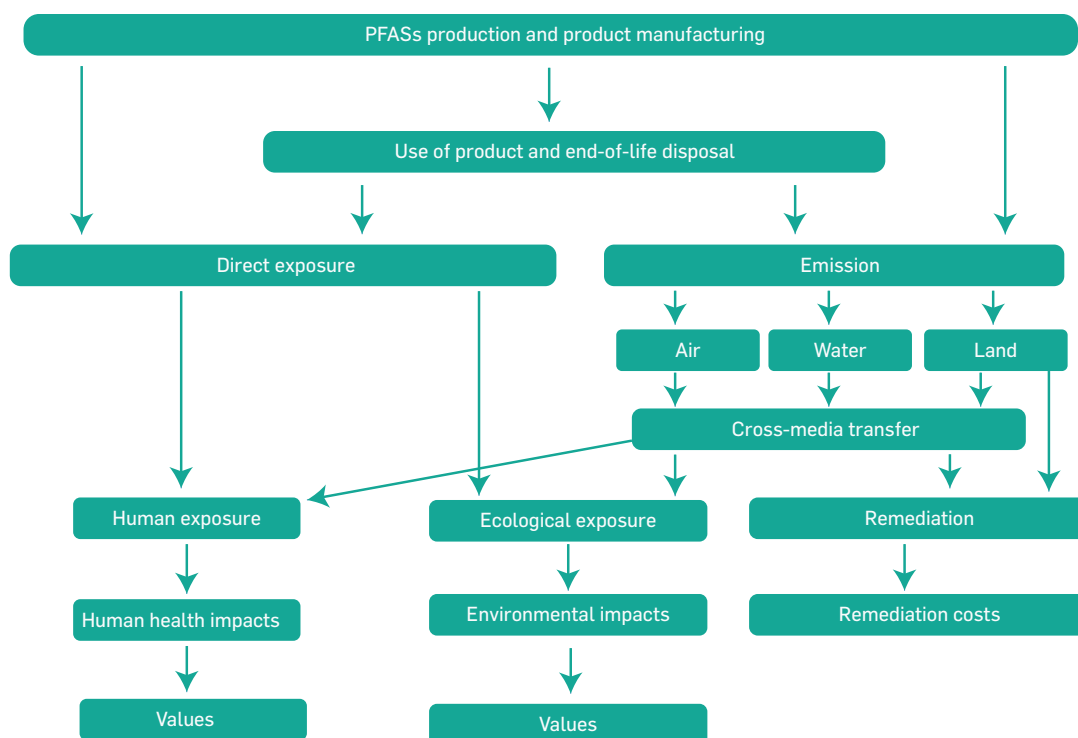 PFASs production and product manufacturing
Use of product and end-of-life disposal
Direct exposure
Emission
Air
Water
Land
Cross-media transfer
Human exposure
Ecological exposure
Remediation
Human health impacts
Environmental impacts
Remediation costs
Values
Values